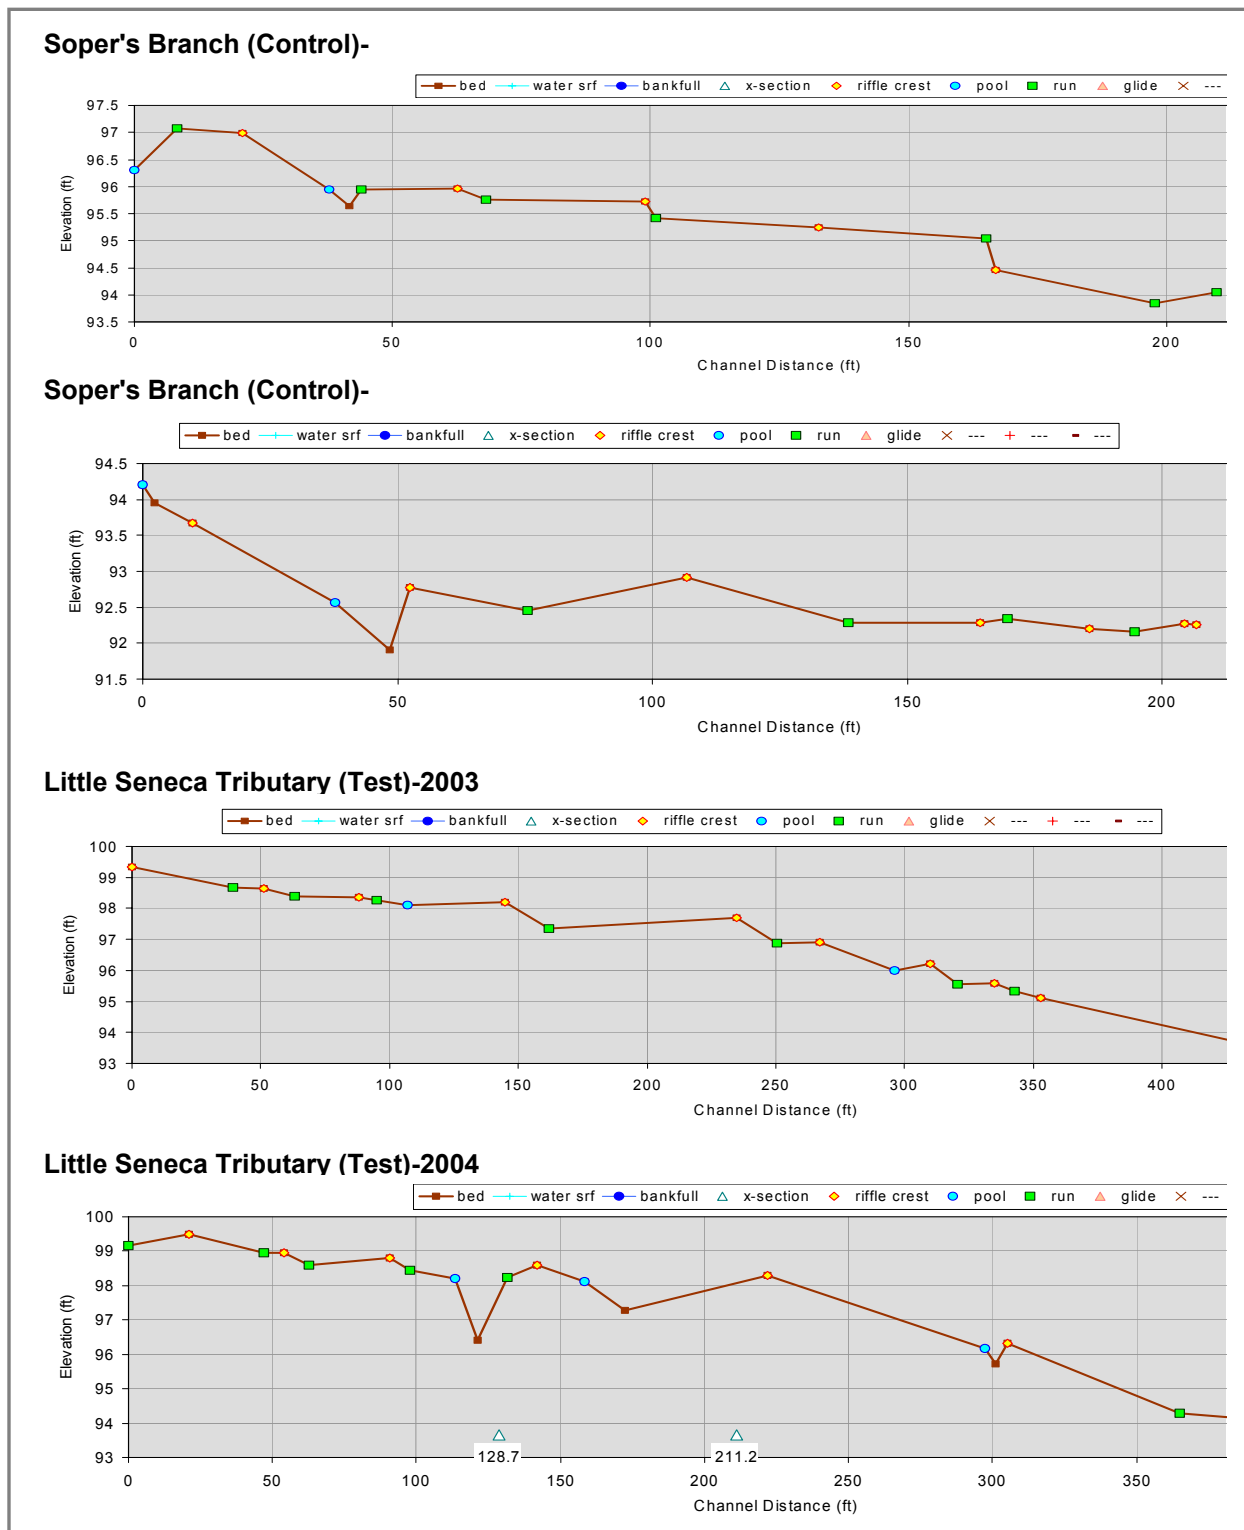 Soper's Branch (Control)-
bed water srf bankfull x-section riffle crest pool run glide ---
97.5
97
96.5
96
95.5
95
94.5
94
93.5
Elevation (ft)
0 50 100 150 200
Channel Distance (ft)
Soper's Branch (Control)-
bed water srf bankfull x-section riffle crest pool run glide --- --- ---
94.5
94
93.5
93
92.5
92
91.5
Elevation (ft)
0 50 100 150 200
Channel Distance (ft)
Little Seneca Tributary (Test)-2003
bed water srf bankfull x-section riffle crest pool run glide --- --- ---
100
99
98
97
96
95
94
93
Elevation (ft)
0 50 100 150 200 250 300 350 400
Channel Distance (ft)
Little Seneca Tributary (Test)-2004
bed water srf bankfull x-section riffle crest pool run glide ---
100
99
98
97
96
95
94
93
Elevation (ft)
128.7 211.2
0 50 100 150 200 250 300 350
Channel Distance (ft)